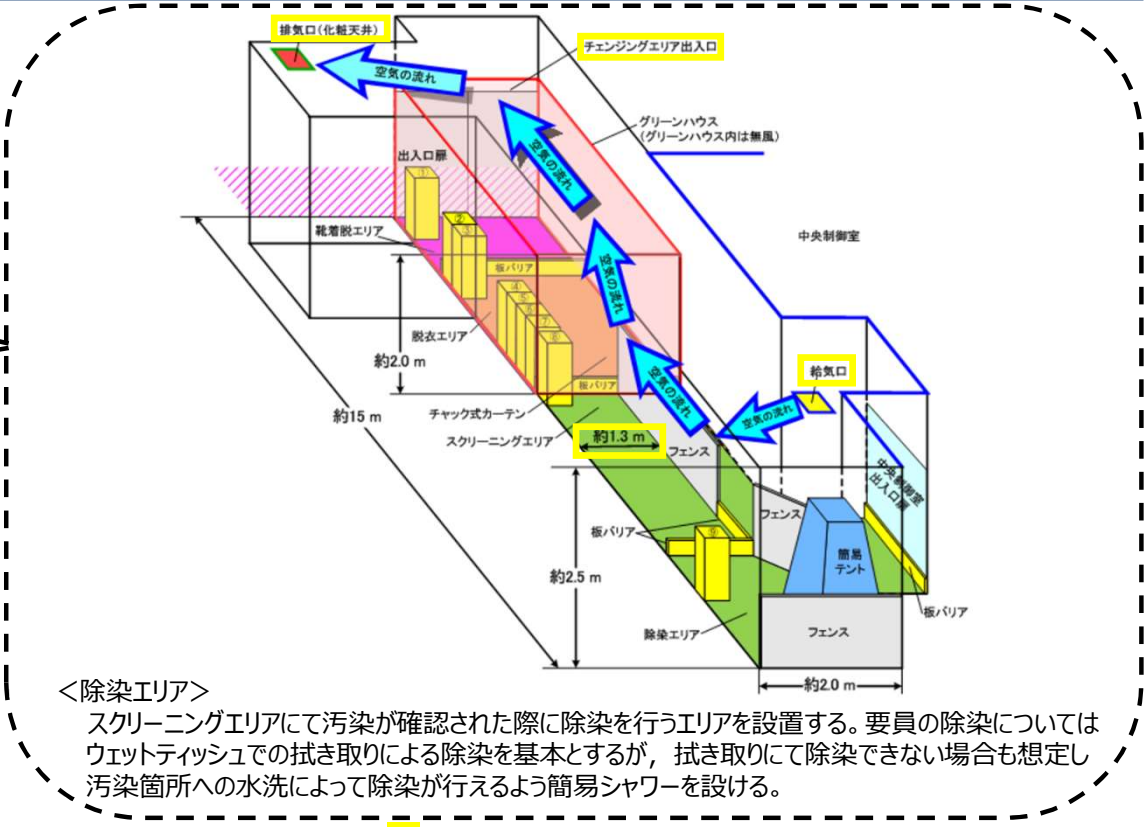 排気口(化粧天井)
チェンジングエリア出入口
空気の流れ
グリーンハウス
(グリーンハウス内は無風)
空気の流れ
出入口扉
①
②
③
靴着脱エリア
中央制御室
空気の流れ
板バリア
④
⑤
⑦
⑧
脱衣エリア
約2.0 m
給気口
空気の流れ
空気の流れ
板バリア
約15 m
チャック式カーテン
スクリーニングエリア
約1.3 m
フェンス
中央制御室
出入口扉
フェンス
板バリア
⑨
簡易
テント
約2.5 m
板バリア
除染エリア
フェンス
約2.0 m
<除染エリア>
スクリーニングエリアにて汚染が確認された際に除染を行うエリアを設置する。要員の除染については
ウェットティッシュでの拭き取りによる除染を基本とするが, 拭き取りにて除染できない場合も想定し
汚染箇所への水洗によって除染が行えるよう簡易シャワーを設ける。